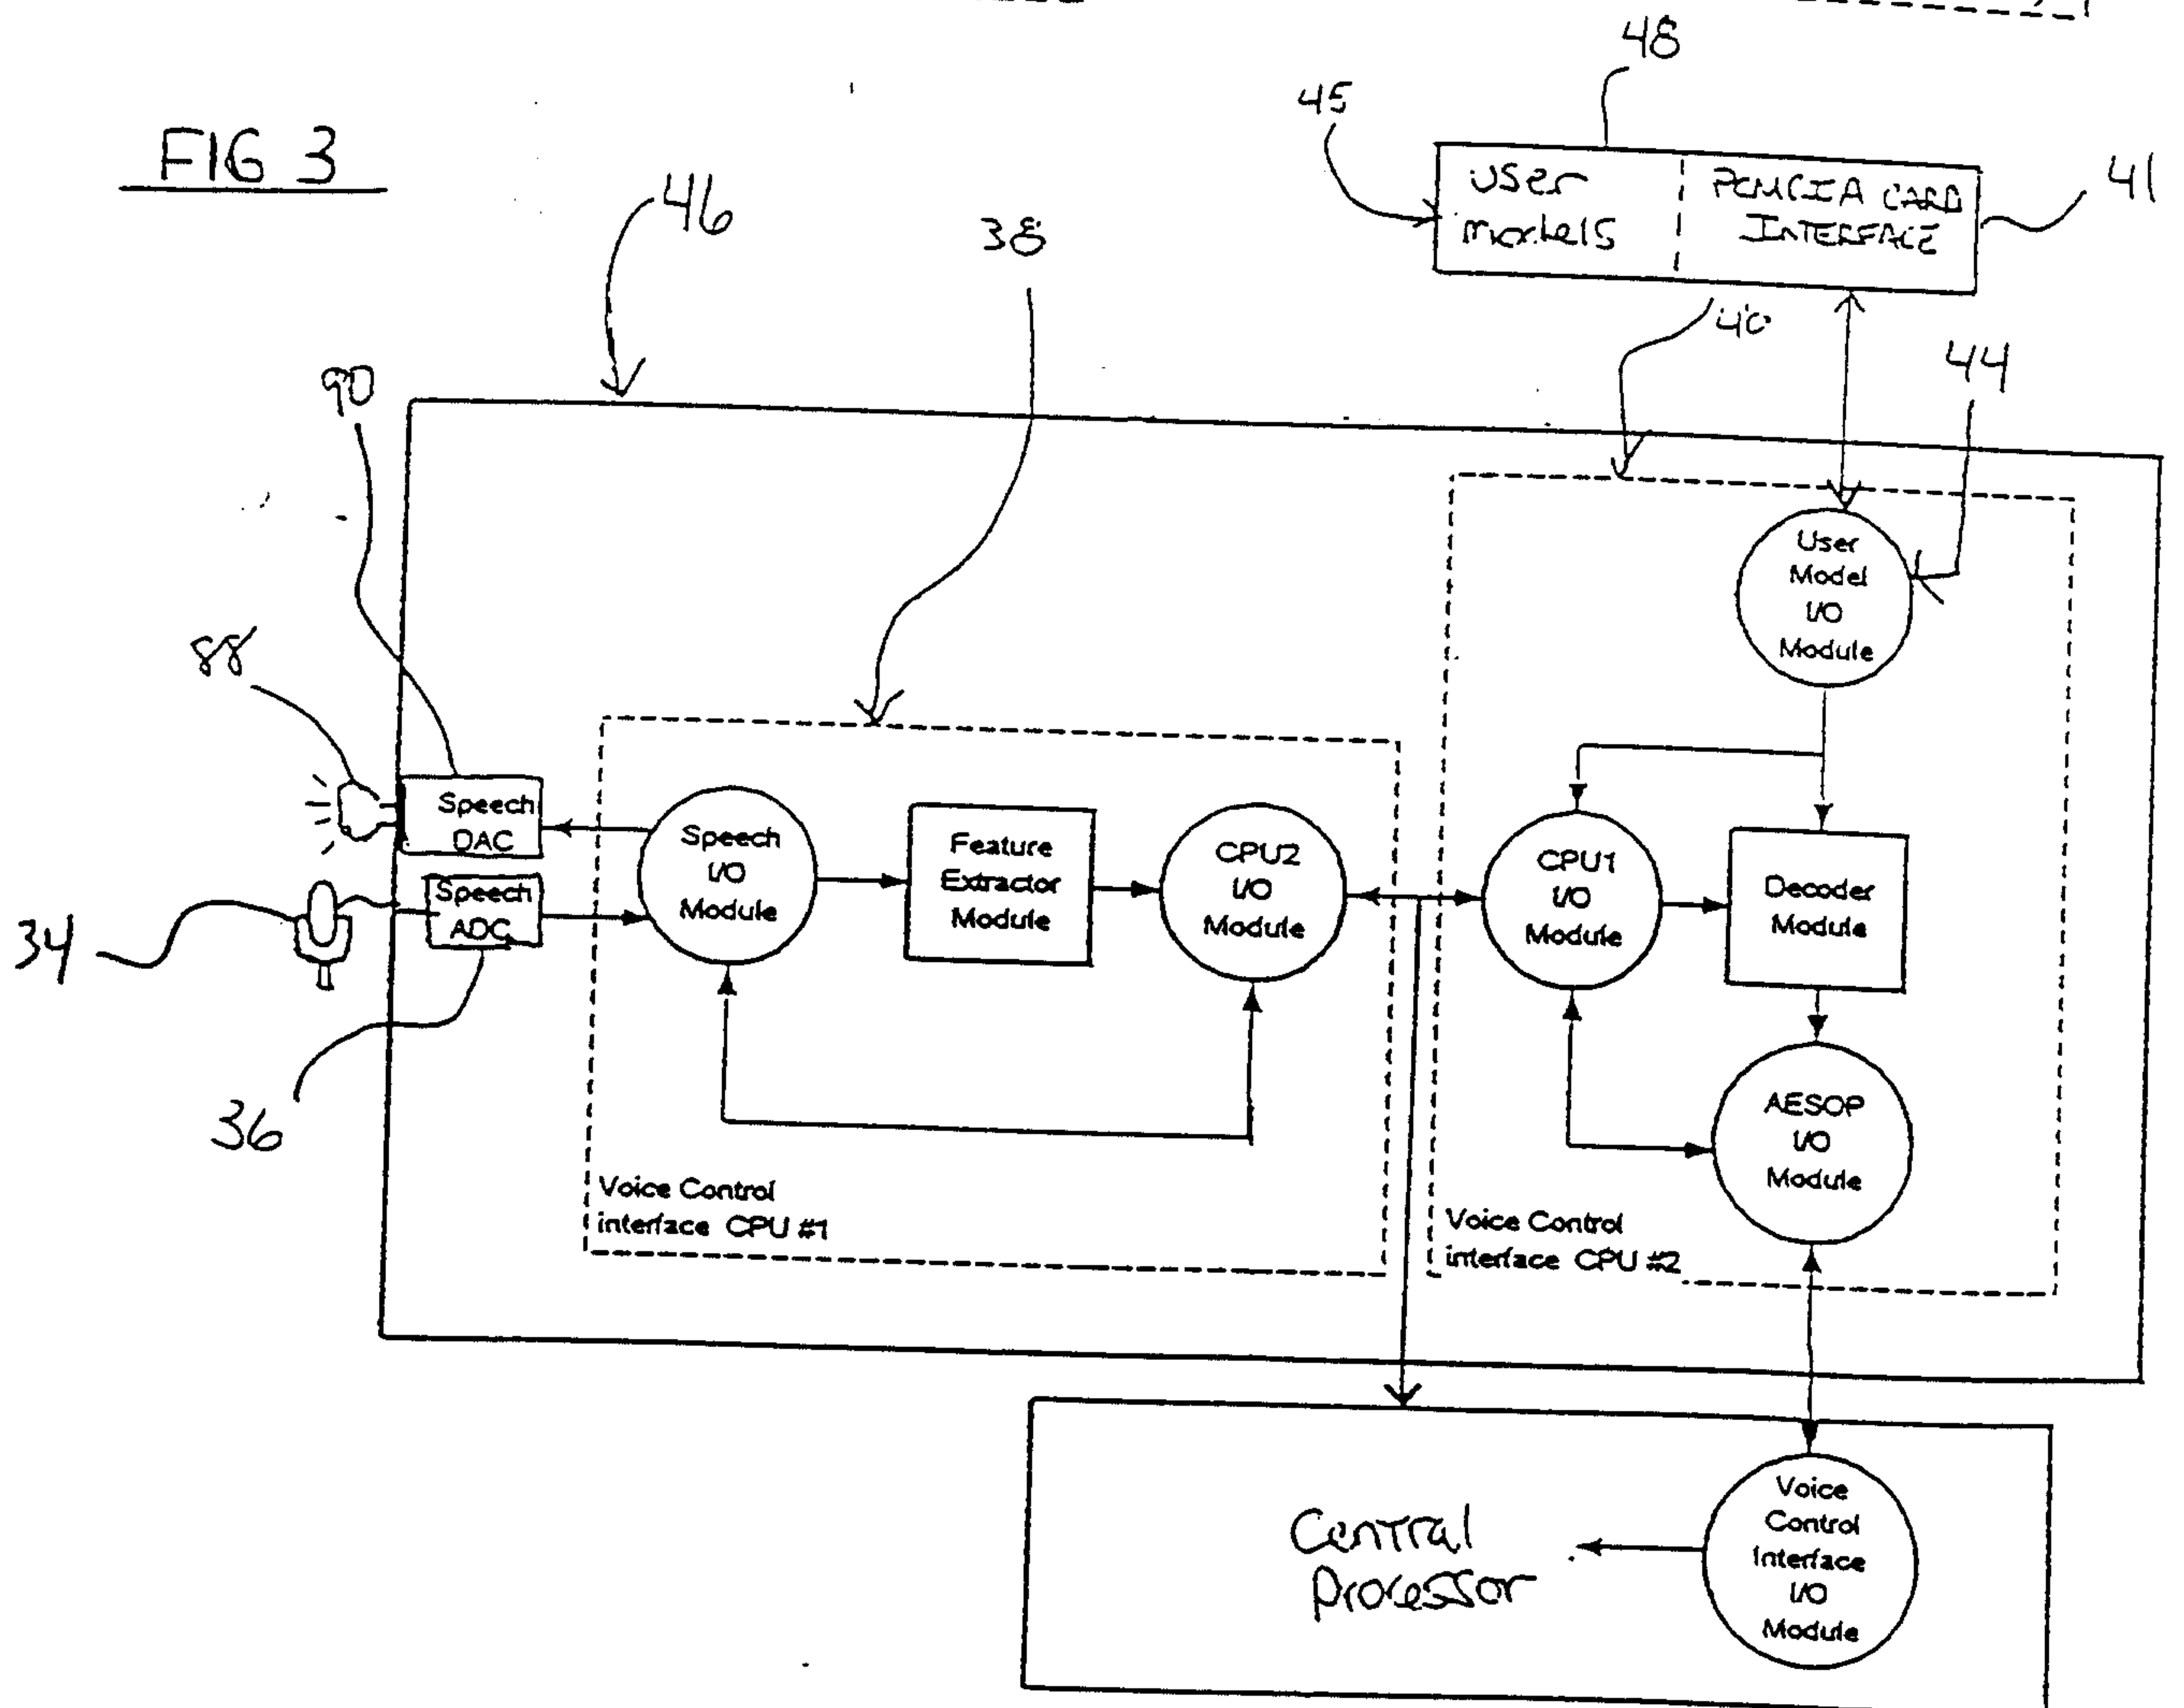 FIG 3
48
45
46
38
41
User
models
PCMCIA CARD
INTERFACE
40
44
90
88
34
36
User
Model
I/O
Module
Speech
DAC
Speech
ADC
Speech
I/O
Module
Feature
Extractor
Module
CPU2
I/O
Module
CPU1
I/O
Module
Decoder
Module
AESOP
I/O
Module
Voice Control
interface CPU #1
Voice Control
interface CPU #2
Central
Processor
Voice
Control
Interface
I/O
Module